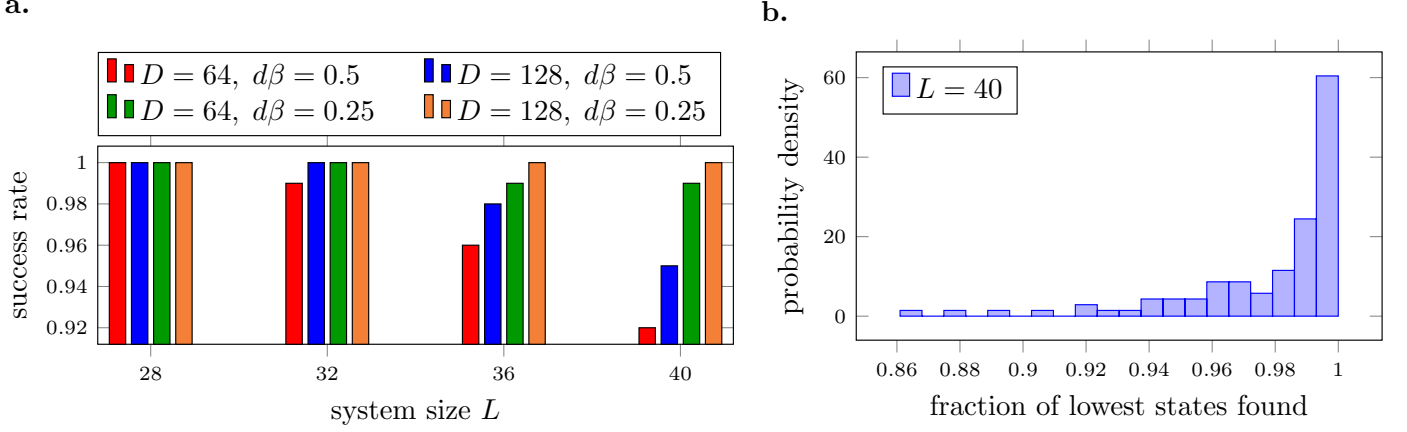 a.
D = 64, dβ = 0.5
D = 128, dβ = 0.5
D = 64, dβ = 0.25
D = 128, dβ = 0.25
1
0.98
0.96
0.94
0.92
success rate
28 32 36 40
system size L
b.
L = 40
60
40
20
0
probability density
0.86 0.88 0.9 0.92 0.94 0.96 0.98 1
fraction of lowest states found